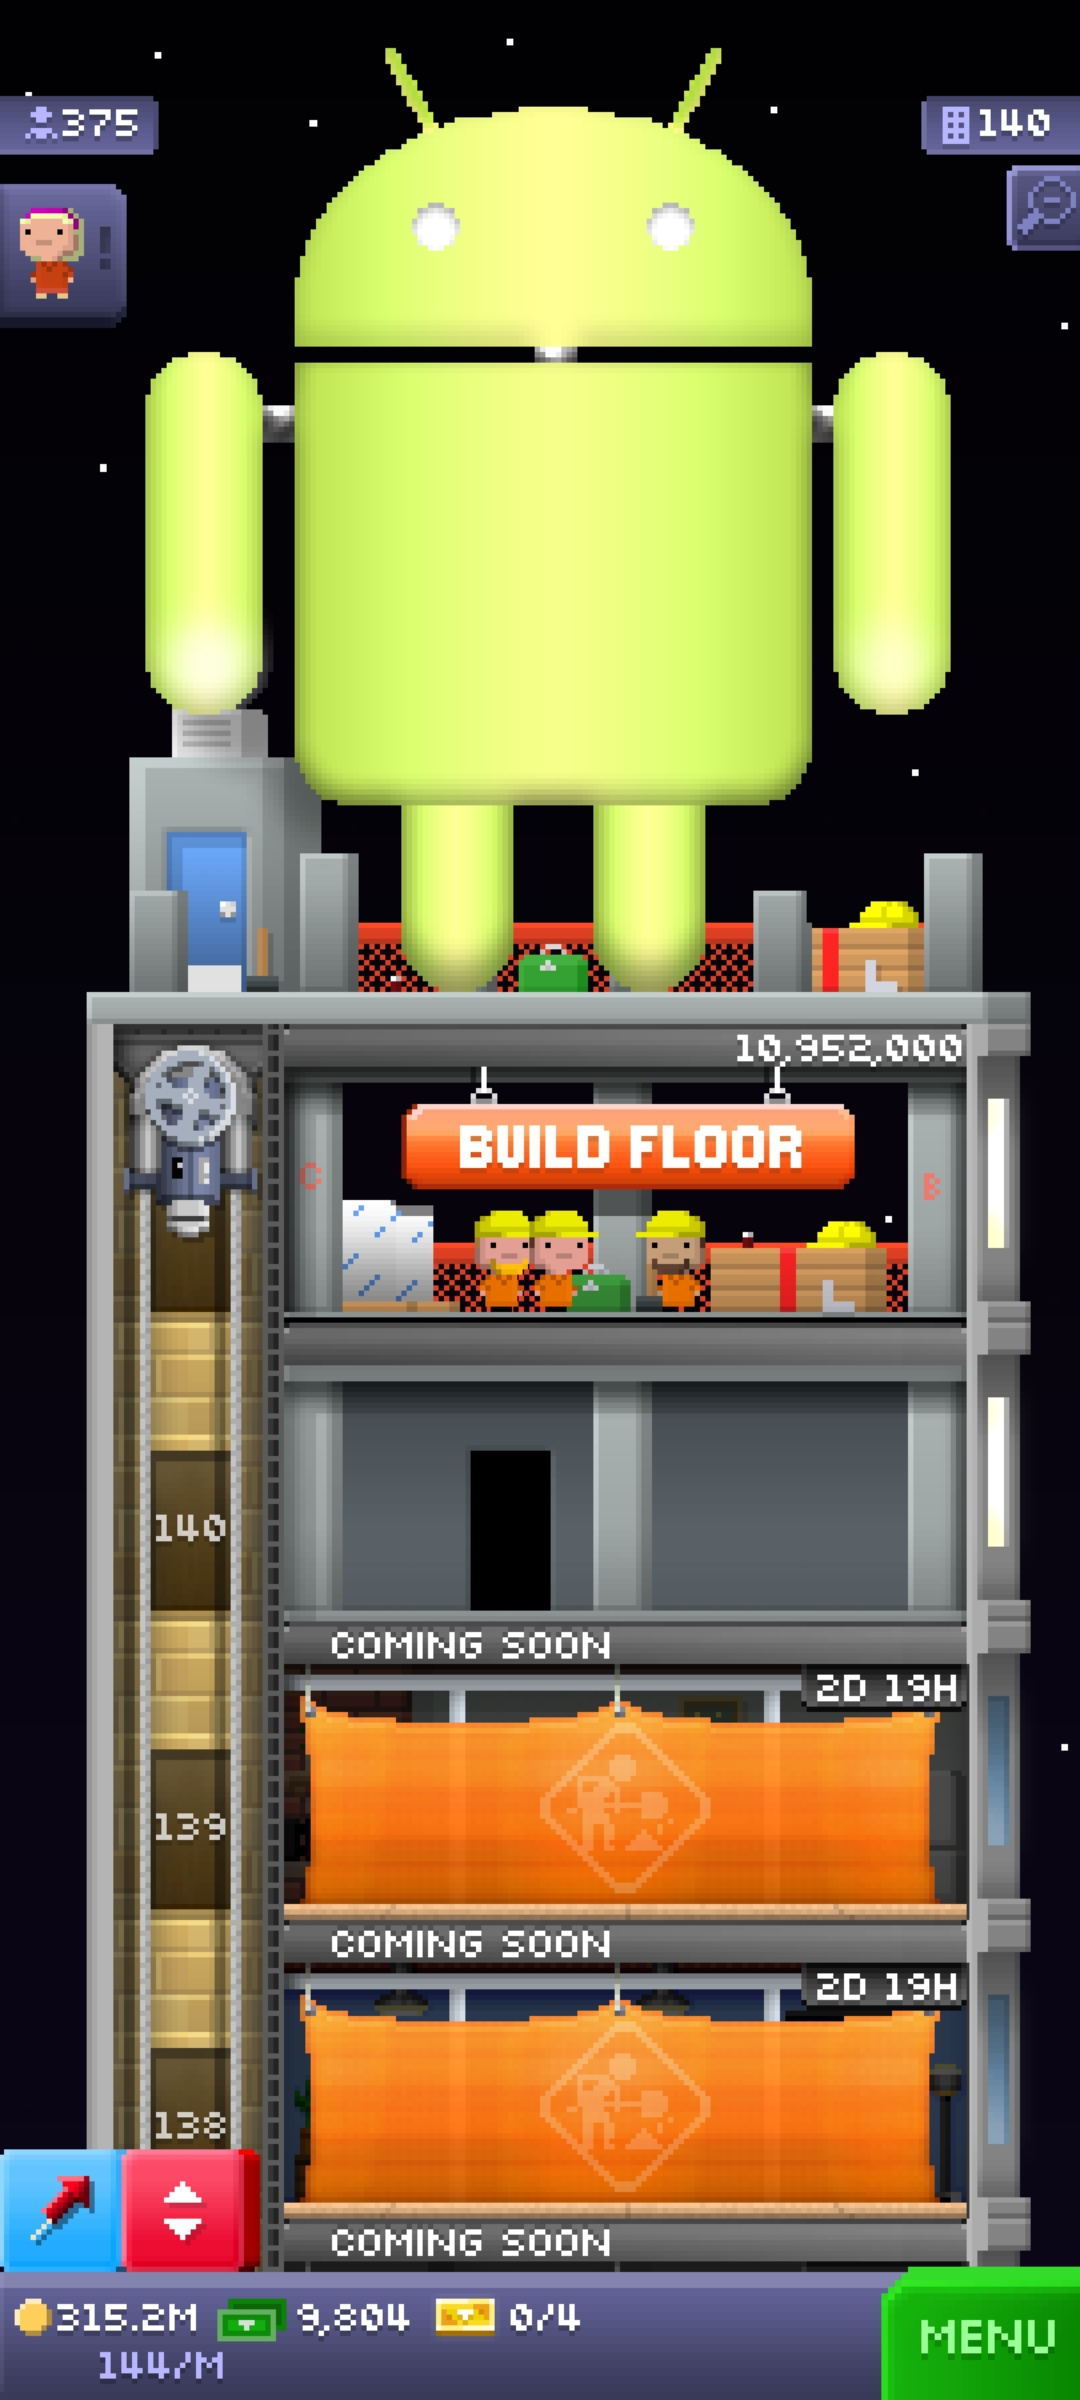 375
140
!
10,952,000
BUILD FLOOR
C
B
140
COMING SOON
2D 19H
139
COMING SOON
2D 19H
138
COMING SOON
315.2M
9,804
0/4
144/M
MENU